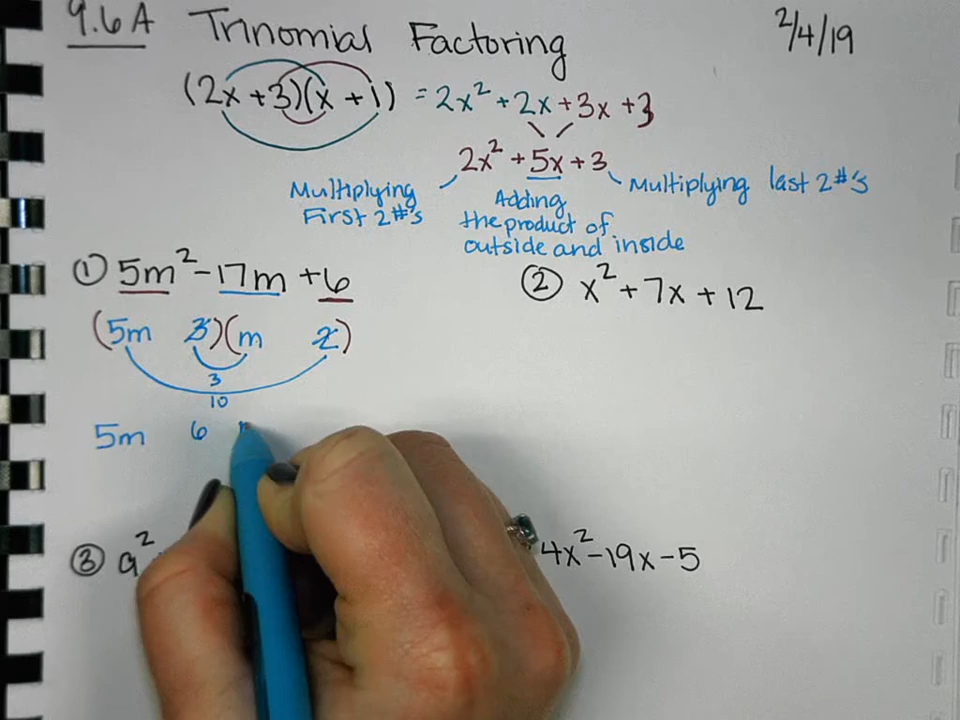 9.6A Trinomial Factoring 2/4/19
(2x + 3)(x + 1) = 2x² + 2x + 3x + 3
2x² + 5x + 3
Multiplying First 2 #'s
Adding the product of outside and inside
Multiplying last 2 #'s
① 5m² - 17m + 6
(5m 3)(m 2)
3
10
5m 6
② x² + 7x + 12
③ a²
4x² - 19x - 5